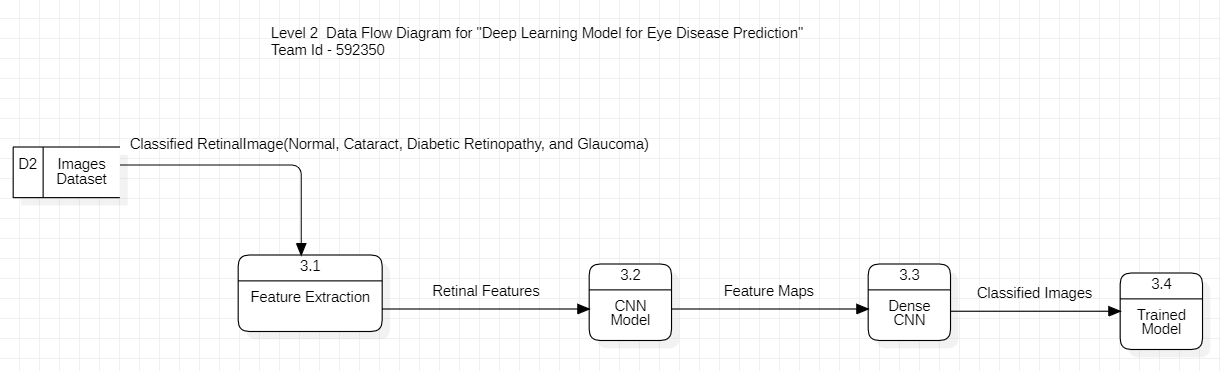 Level 2 Data Flow Diagram for "Deep Learning Model for Eye Disease Prediction"
Team Id - 592350
Classified RetinalImage(Normal, Cataract, Diabetic Retinopathy, and Glaucoma)
D2
Images
Dataset
3.1
Feature Extraction
Retinal Features
3.2
CNN
Model
Feature Maps
3.3
Dense
CNN
Classified Images
3.4
Trained
Model